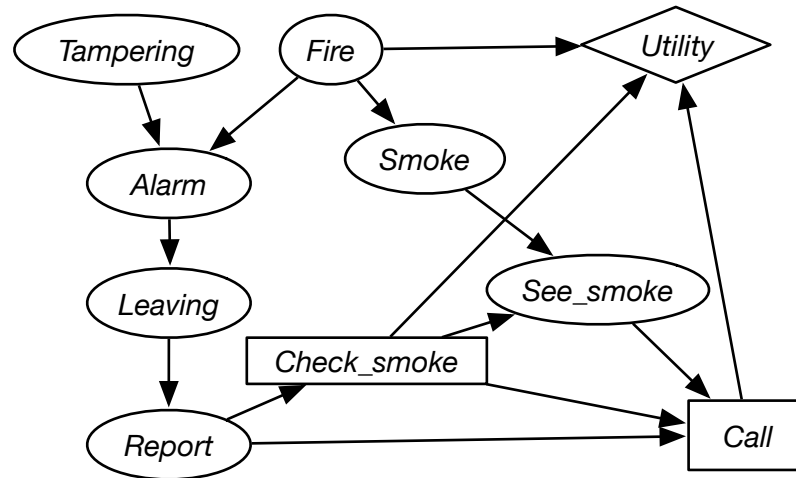 Tampering
Fire
Utility
Smoke
Alarm
See_smoke
Leaving
Check_smoke
Report
Call